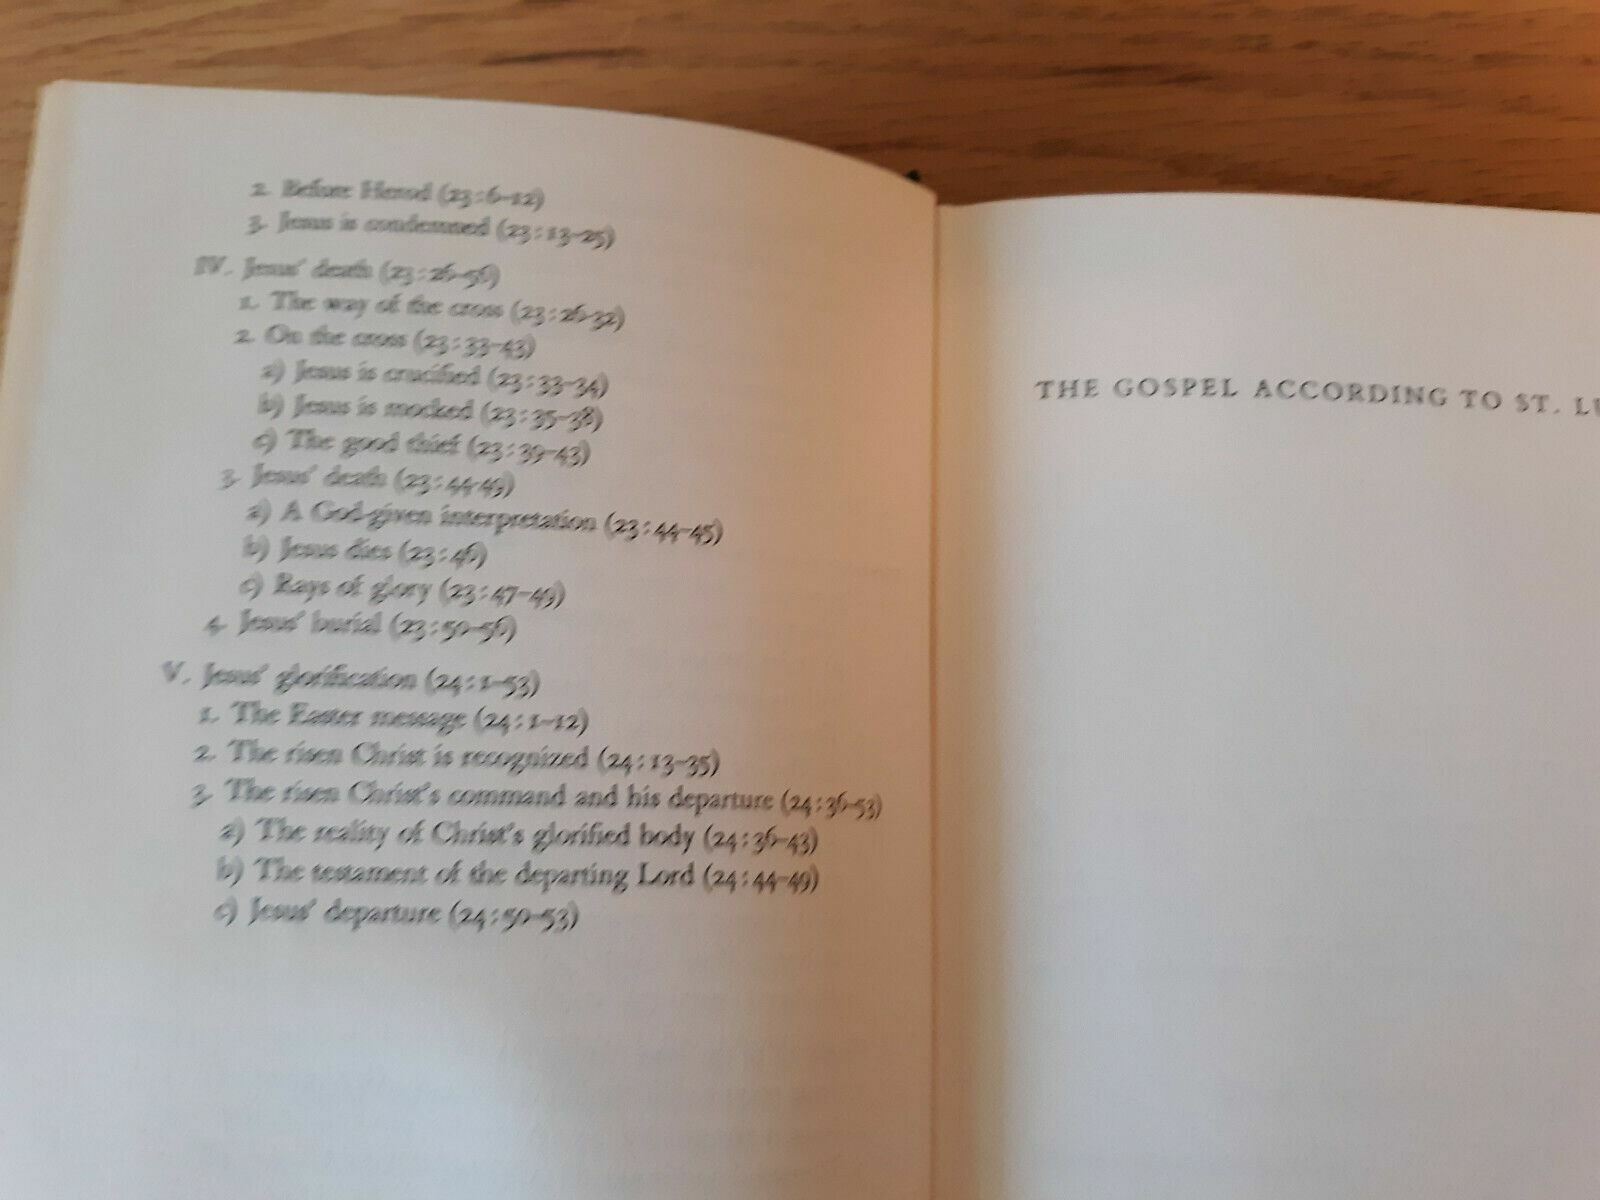 2. Before Herod (23:6–12)
3. Jesus is condemned (23:13–25)
IV. Jesus' death (23:26–56)
1. The way of the cross (23:26–32)
2. On the cross (23:33–43)
a) Jesus is crucified (23:33–34)
b) Jesus is mocked (23:35–38)
c) The good thief (23:39–43)
3. Jesus' death (23:44–49)
a) A God-given interpretation (23:44–45)
b) Jesus dies (23:46)
c) Rays of glory (23:47–49)
4. Jesus' burial (23:50–56)
V. Jesus' glorification (24:1–53)
1. The Easter message (24:1–12)
2. The risen Christ is recognized (24:13–35)
3. The risen Christ's command and his departure (24:36–53)
a) The reality of Christ's glorified body (24:36–43)
b) The testament of the departing Lord (24:44–49)
c) Jesus' departure (24:50–53)
THE GOSPEL ACCORDING TO ST.